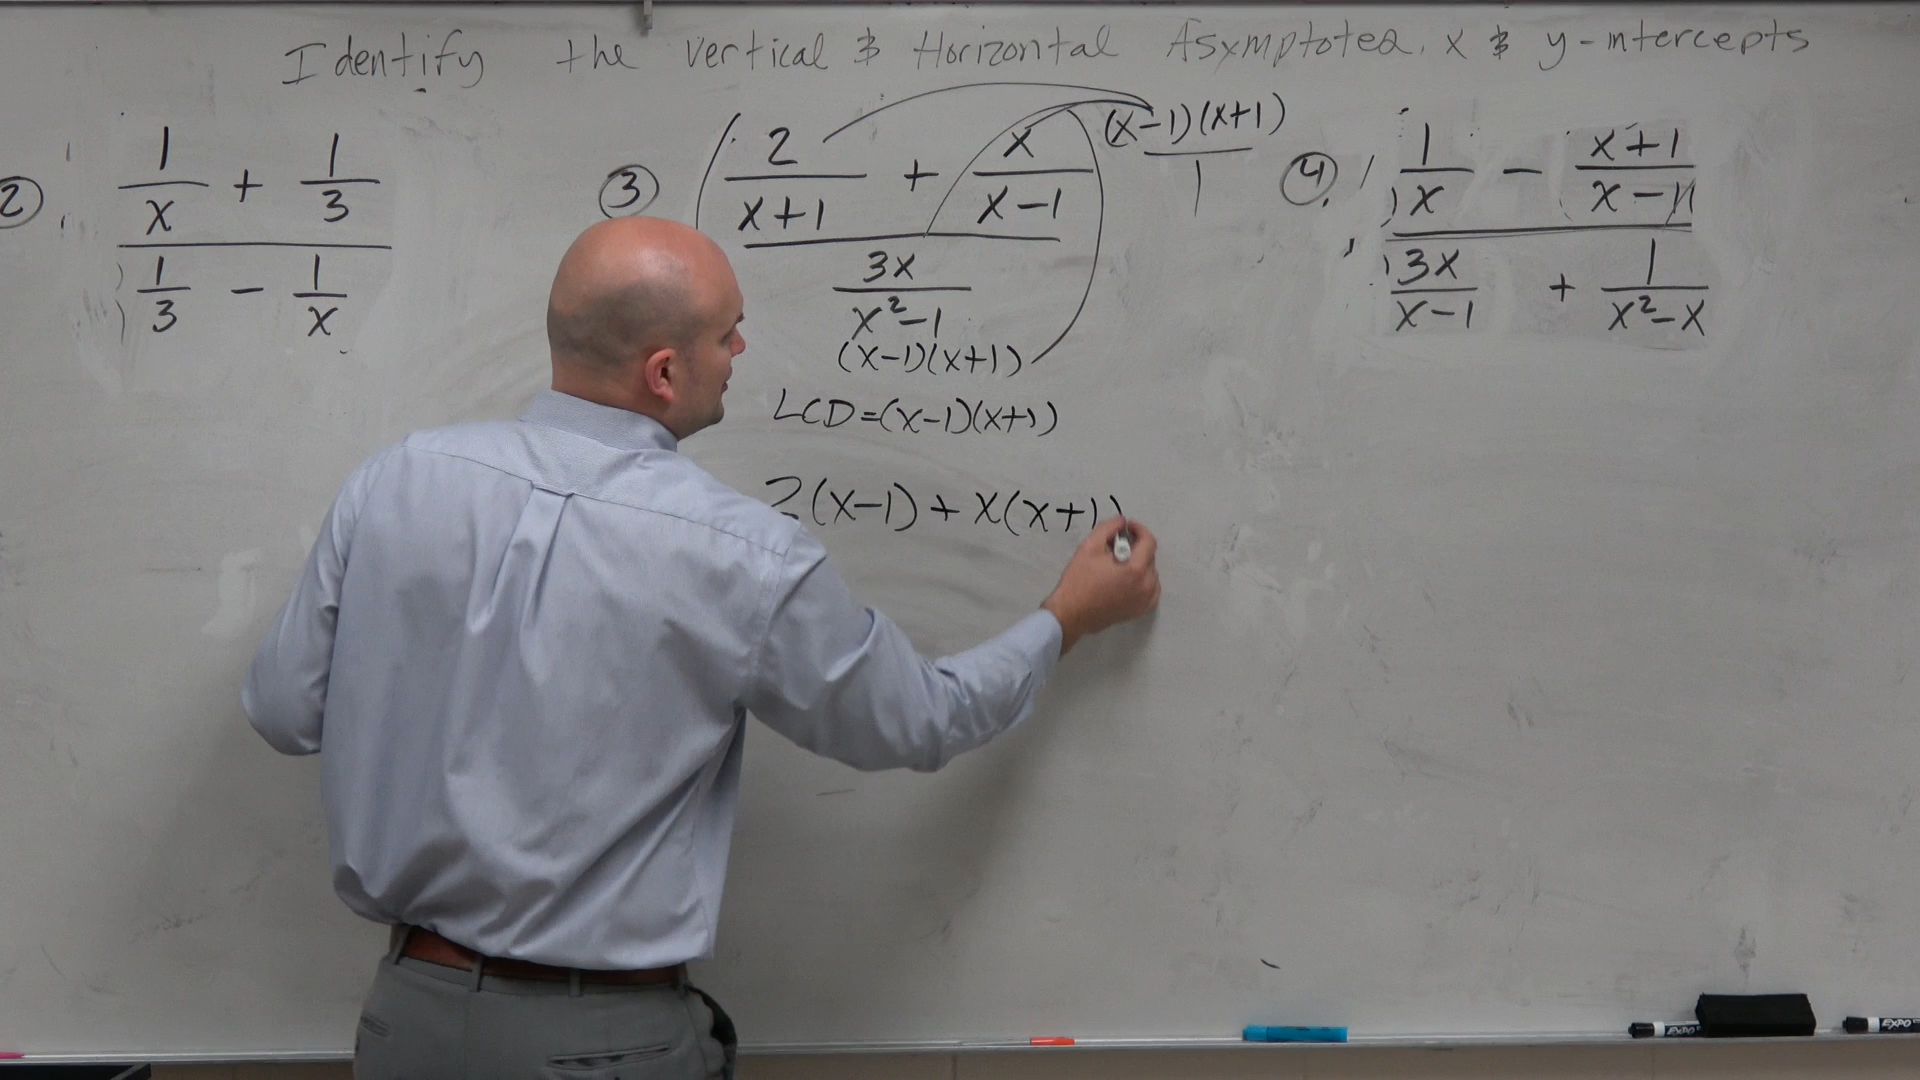 Identify the vertical & Horizontal Asymptotes, x & y-intercepts
2 1/x + 1/3
1/3 - 1/x
3 2/(x+1) + x/(x-1) (x-1)(x+1)/1
3x/(x²-1)
(x-1)(x+1)
LCD=(x-1)(x+1)
2(x-1)+x(x+1)
4 1/x - (x+1)/(x-1)
3x/(x-1) + 1/(x²-x)
EXPO
EXPO